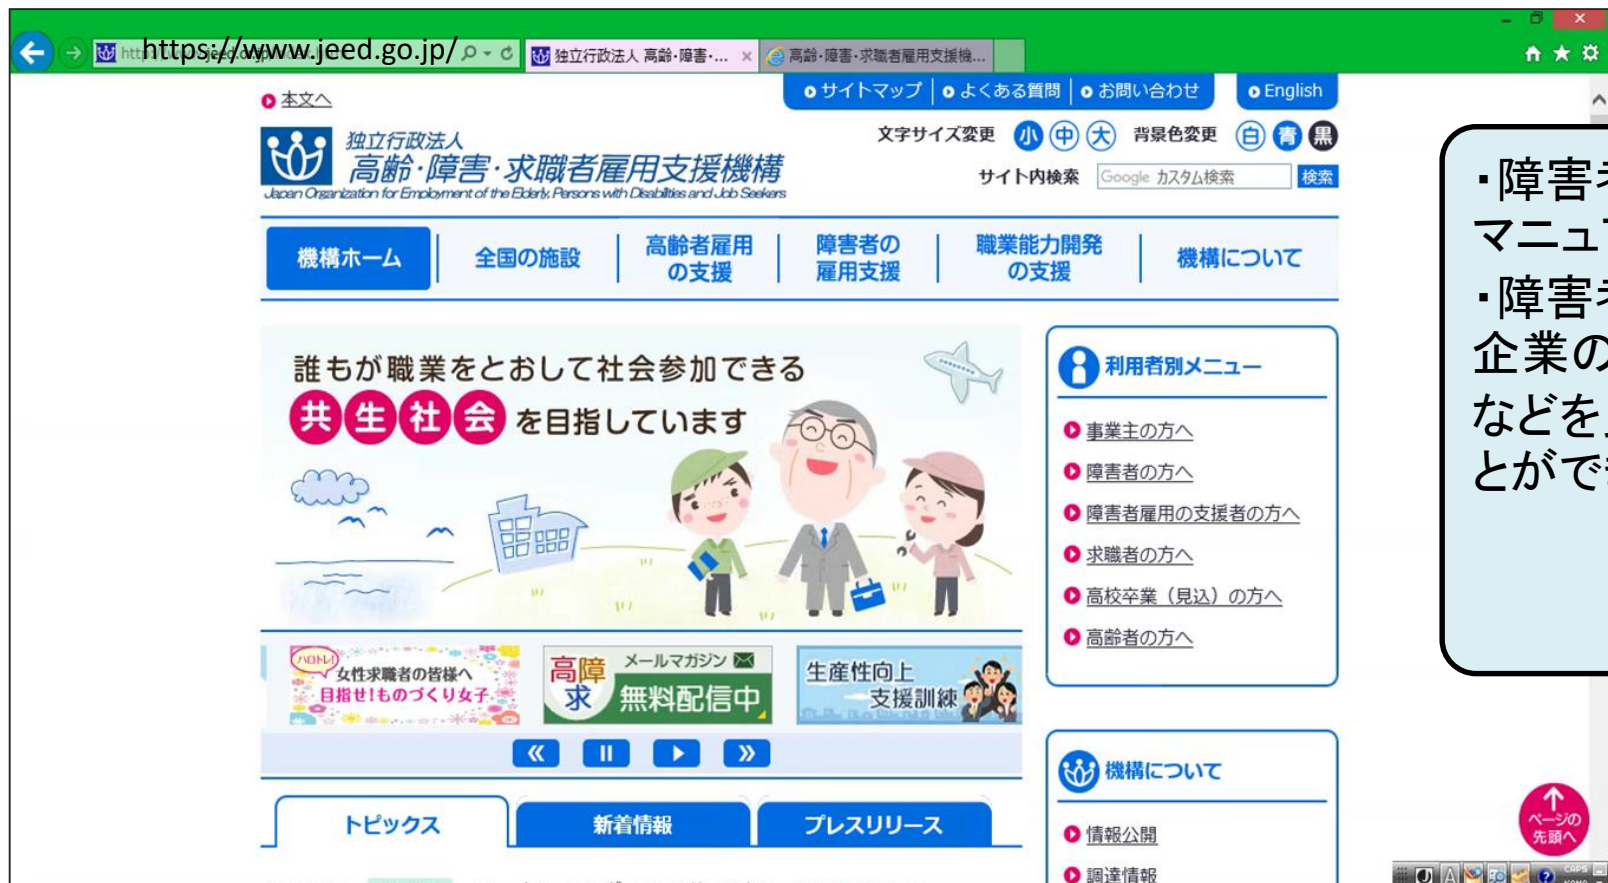 https://www.jeed.go.jp/
独立行政法人 高齢・障害・...
高齢・障害・求職者雇用支援機...
本文へ
サイトマップ
よくある質問
お問い合わせ
English
文字サイズ変更 小 中 大 背景色変更 白 青 黒
独立行政法人
高齢・障害・求職者雇用支援機構
Japan Organization for Employment of the Elderly, Persons with Disabilities and Job Seekers
サイト内検索 Google カスタム検索 検索
機構ホーム
全国の施設
高齢者雇用
の支援
障害者の
雇用支援
職業能力開発
の支援
機構について
誰もが職業をとおして社会参加できる
共生社会を目指しています
利用者別メニュー
事業主の方へ
障害者の方へ
障害者雇用の支援者の方へ
求職者の方へ
高校卒業（見込）の方へ
高齢者の方へ
ハロトレ!
女性求職者の皆様へ
目指せ!ものづくり女子
高障
求
メールマガジン
無料配信中
生産性向上
支援訓練
機構について
情報公開
調達情報
トピックス
新着情報
プレスリリース
ページの
先頭へ
・障害
マニュ
・障害
企業の
などを
とがで
CAPS